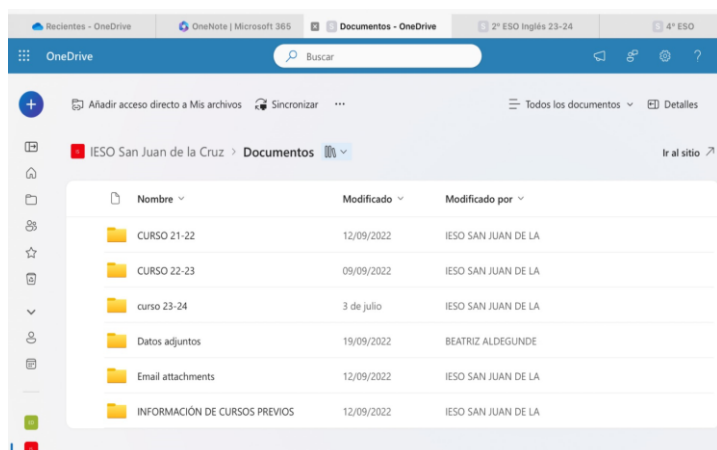 Recientes - OneDrive
OneNote | Microsoft 365
Documentos - OneDrive
2º ESO Inglés 23-24
4º ESO
OneDrive
Buscar
Añadir acceso directo a Mis archivos Sincronizar ···
Todos los documentos
Detalles
IESO San Juan de la Cruz > Documentos
Ir al sitio
Nombre Modificado Modificado por
CURSO 21-22 12/09/2022 IESO SAN JUAN DE LA
CURSO 22-23 09/09/2022 IESO SAN JUAN DE LA
curso 23-24 3 de julio IESO SAN JUAN DE LA
Datos adjuntos 19/09/2022 BEATRIZ ALDEGUNDE
Email attachments 12/09/2022 IESO SAN JUAN DE LA
INFORMACIÓN DE CURSOS PREVIOS 12/09/2022 IESO SAN JUAN DE LA